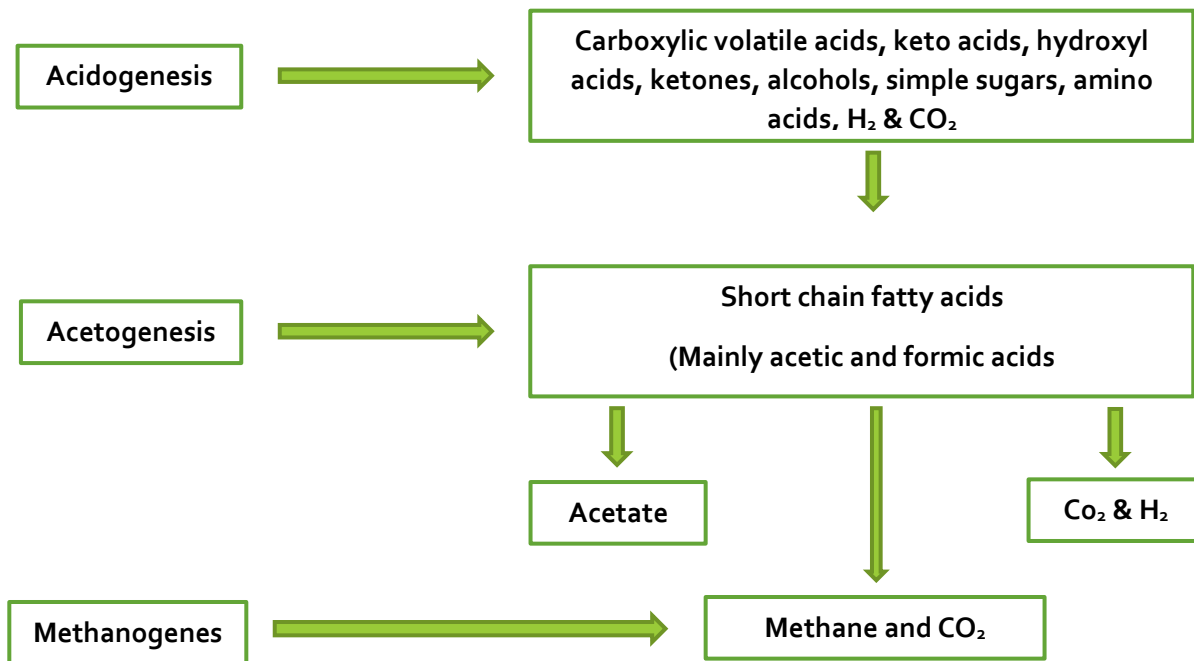 Acidogenesis
Carboxylic volatile acids, keto acids, hydroxyl
acids, ketones, alcohols, simple sugars, amino
acids, H₂ & CO₂
Acetogenesis
Short chain fatty acids
(Mainly acetic and formic acids
Acetate
Co₂ & H₂
Methanogenes
Methane and CO₂